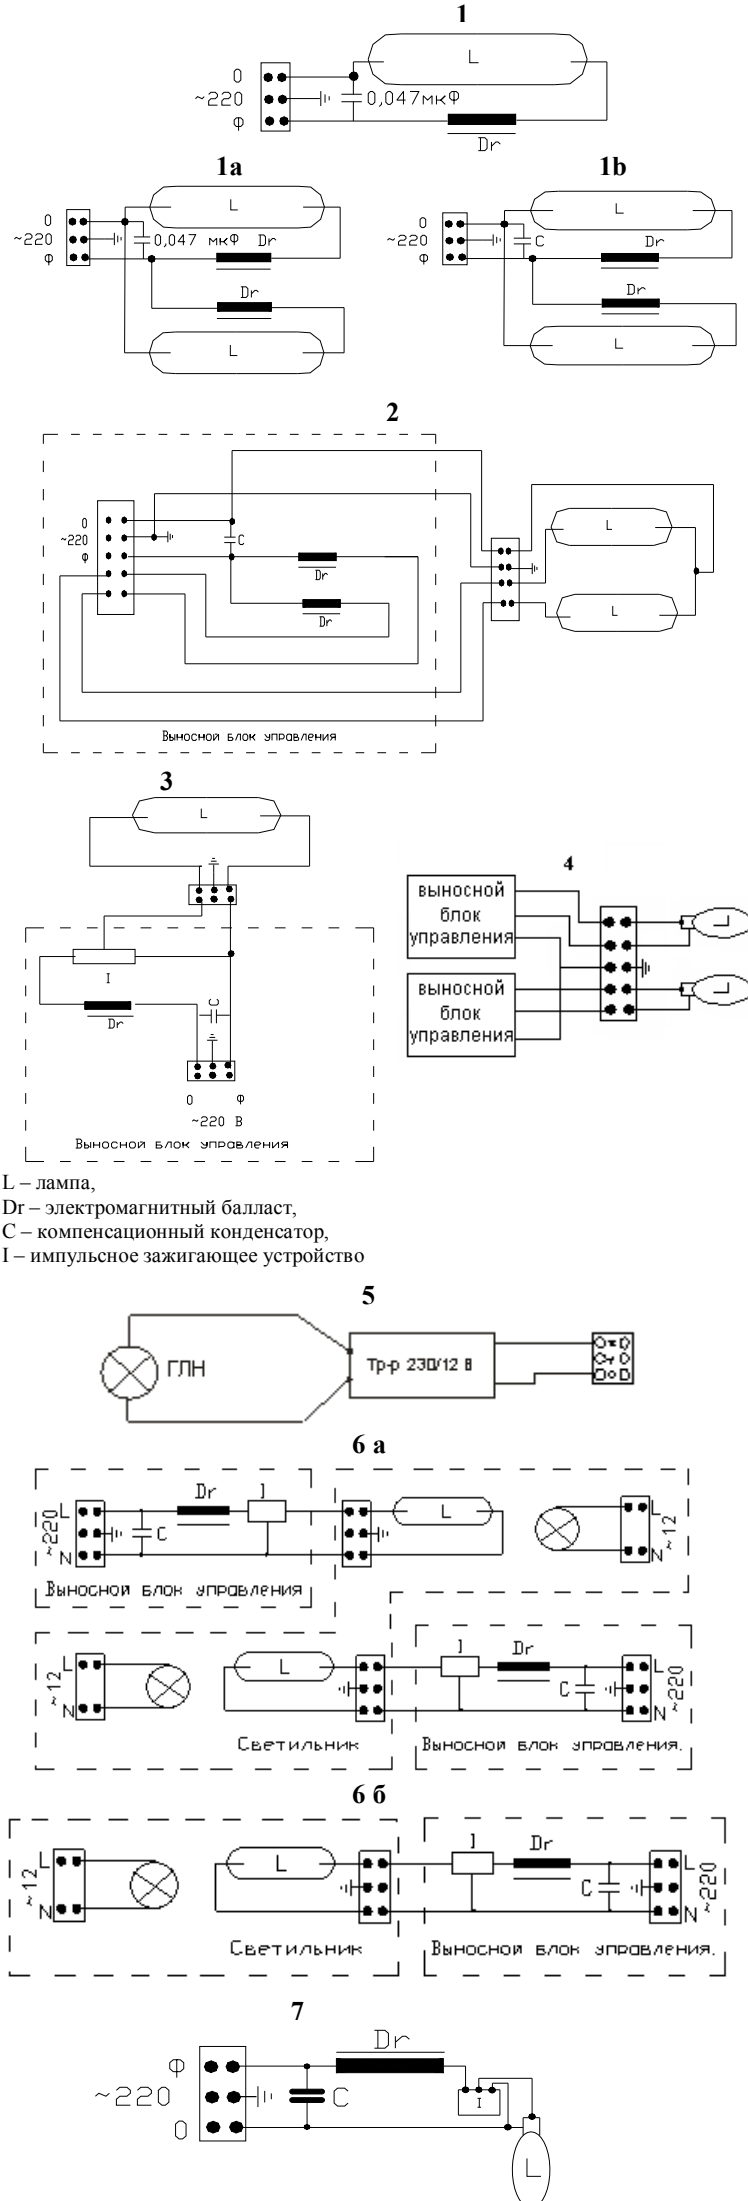 1
L
0
~220
0,047мкФ
Ф
Dr
1a
1b
L
0
~220
0,047 мкФ Dr
Ф
Dr
L
L
0
~220
C
Dr
Ф
Dr
L
2
0
~220
Ф
C
Dr
Dr
L
L
Выносной блок управления
3
L
I
Dr
C
0 Ф
~220 В
Выносной блок управления
4
выносной
блок
управления
L
выносной
блок
управления
L
L – лампа,
Dr – электромагнитный балласт,
C – компенсационный конденсатор,
I – импульсное зажигающее устройство
5
ГЛН
Тр-р 230/12 В
6 а
L
~220
N
C
Dr
I
L
L
~12
N
Выносной блок управления
L
~12
N
L
I
Dr
C
L
~220
N
Светильник
Выносной блок управления.
6 б
L
~12
N
L
I
Dr
C
L
~220
N
Светильник
Выносной блок управления.
7
Dr
Ф
~220
C
I
0
L